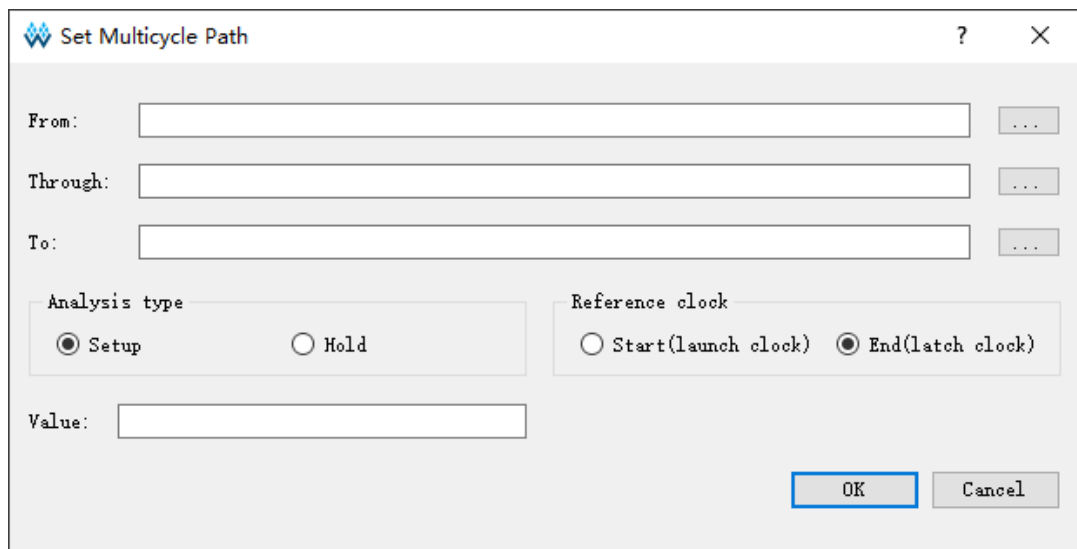 Set Multicycle Path ?
From: ...
Through: ...
To: ...
Analysis type Reference clock
Setup Hold Start(launch clock) End(latch clock)
Value:
OK Cancel